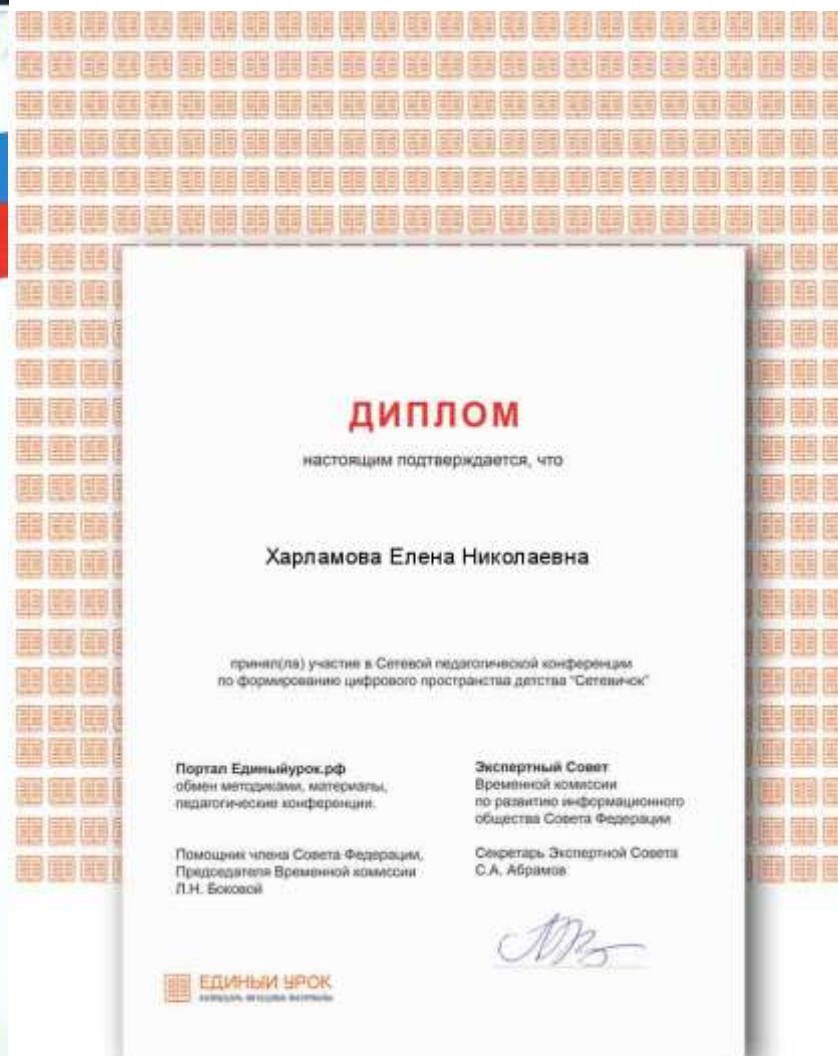 ДИПЛОМ
настоящим подтверждается, что
Харламова Елена Николаевна
принял(ла) участие в Сетевой педагогической конференции
по формированию цифрового пространства детства "Сетевичок"
Портал Единыйурок.рф
обмен методиками, материалы,
педагогические конференции.
Помощник члена Совета Федерации,
Председателя Временной комиссии
Л.Н. Боковой
Экспертный Совет
Временной комиссии
по развитию информационного
общества Совета Федерации
Секретарь Экспертной Совета
С.А. Абрамов
ЕДИНЫЙ УРОК